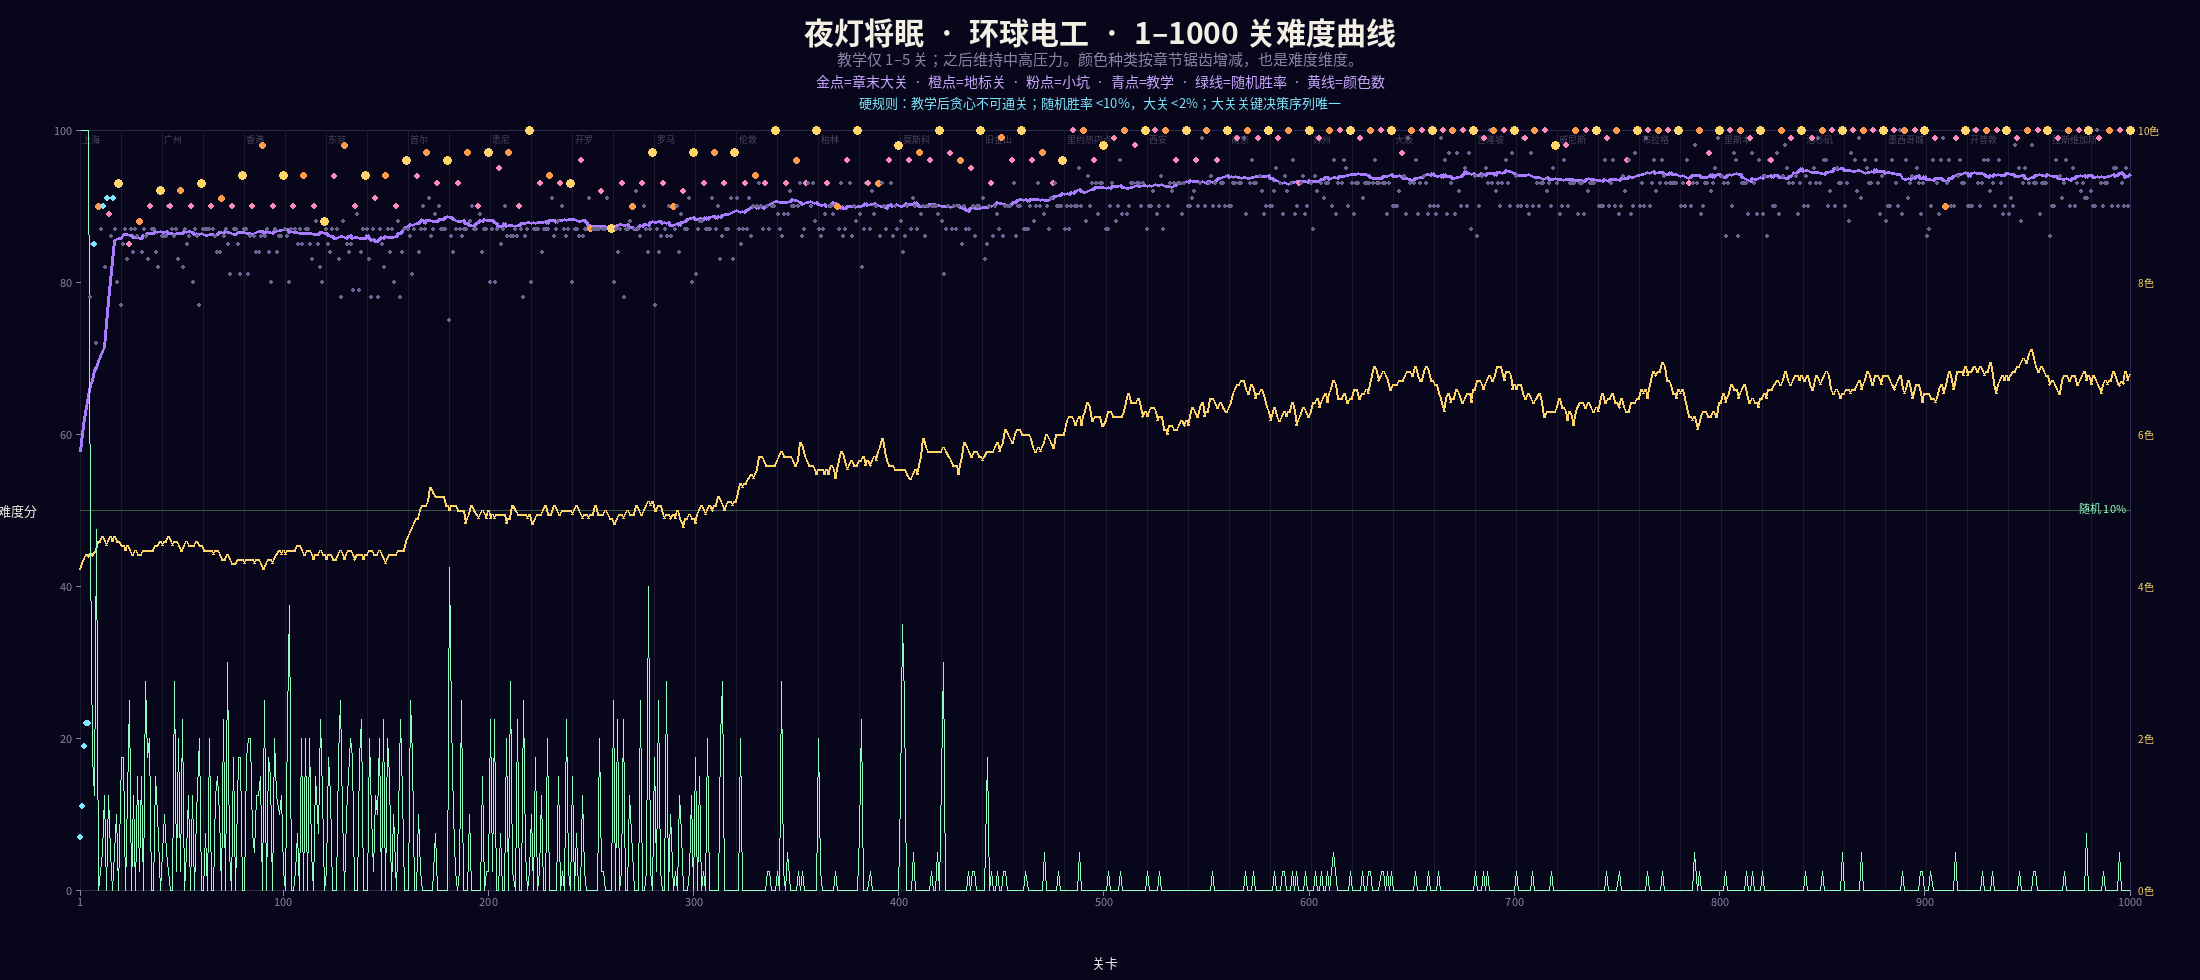 夜灯将眠 · 环球电工 · 1–1000 关难度曲线
教学仅 1–5 关；之后维持中高压力。颜色种类按章节锯齿增减，也是难度维度。
金点=章末大关 · 橙点=地标关 · 粉点=小坑 · 青点=教学 · 绿线=随机胜率 · 黄线=颜色数
硬规则：教学后贪心不可通关；随机胜率 <10%，大关 <2%；大关关键决策序列唯一
100
10色
上海 广州 香港 东京 首尔 悉尼 开罗 罗马 伦敦 柏林 莫斯科 旧金山 西安 大阪 威尼斯 布拉格 墨西哥城 开普敦
80
8色
60
6色
难度分
随机 10%
40
4色
20
2色
0
0色
1 100 200 300 400 500 600 700 800 900 1000
关卡